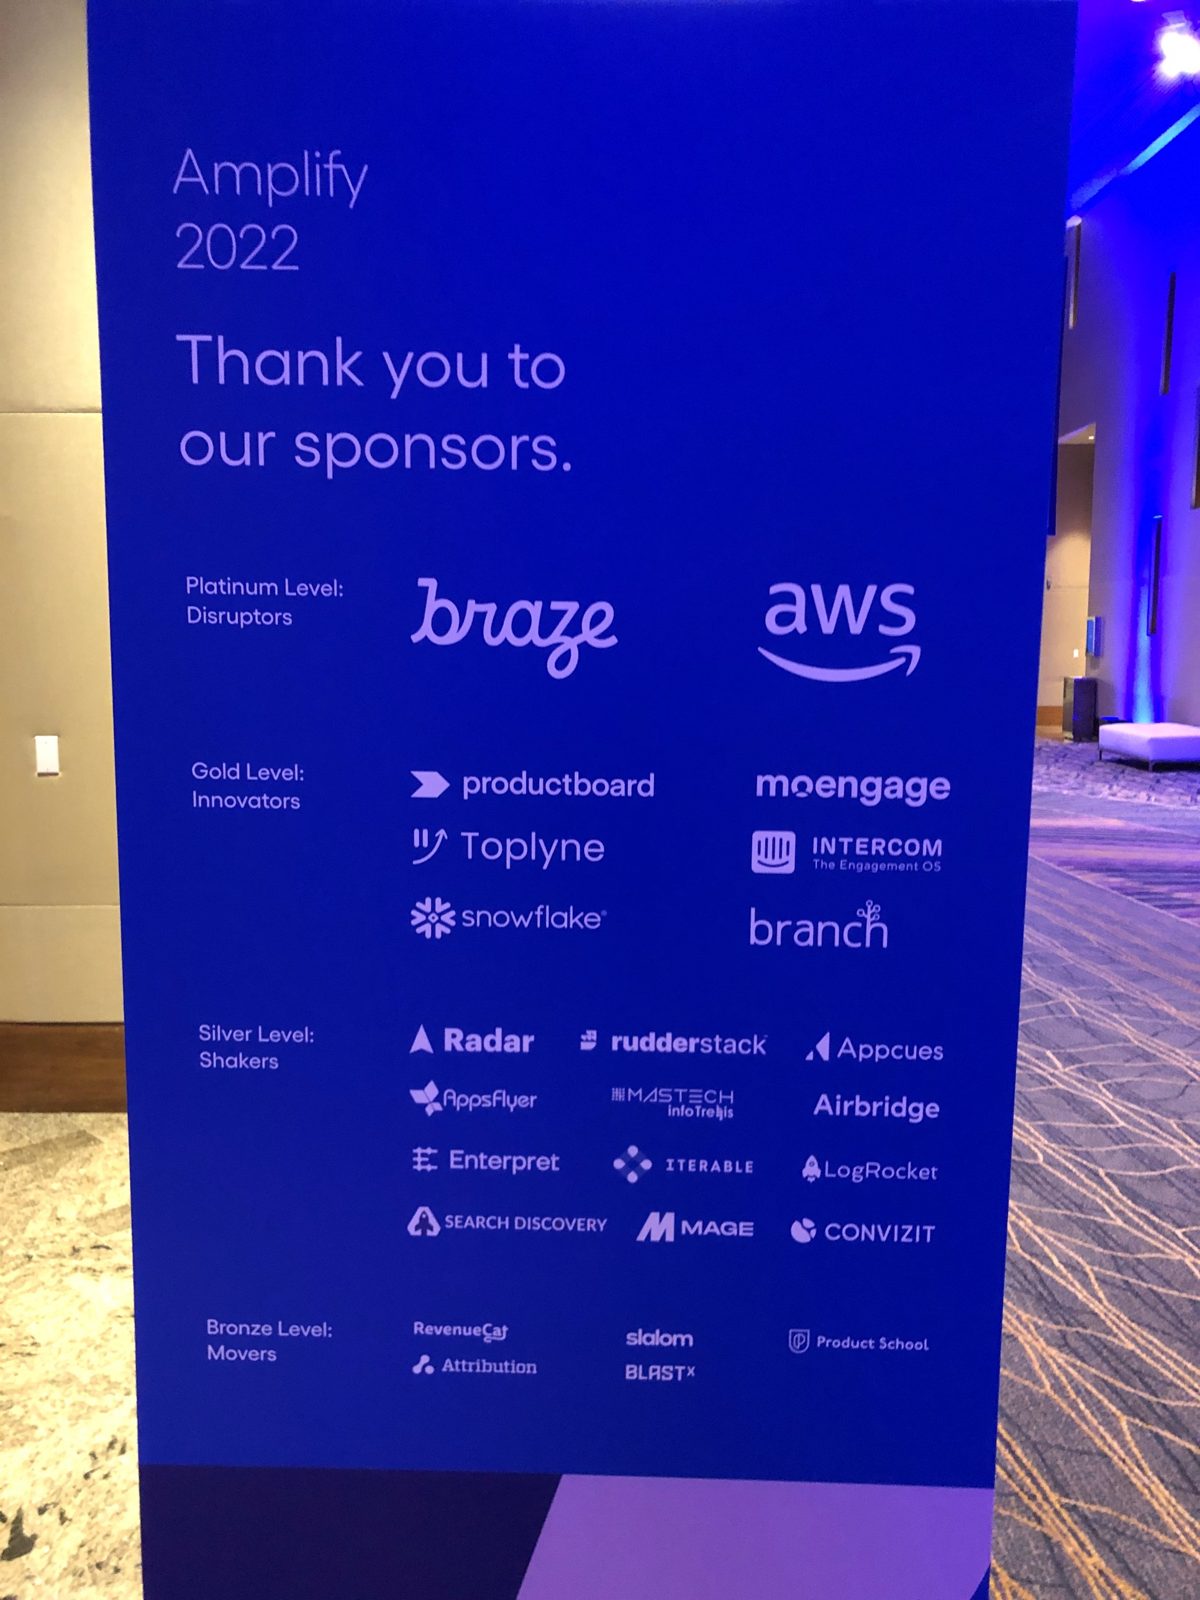 Amplify
2022
Thank you to
our sponsors.
Platinum Level:
Disruptors
braze
aws
Gold Level:
Innovators
productboard
moengage
Toplyne
INTERCOM
The Engagement OS
snowflake®
branch
Silver Level:
Shakers
Radar
rudderstack
Appcues
AppsFlyer
MASTECH
InfoTrellis
Airbridge
Enterpret
ITERABLE
LogRocket
SEARCH DISCOVERY
MAGE
CONVIZIT
Bronze Level:
Movers
RevenueCat
slalom
Product School
Attribution
BLASTX